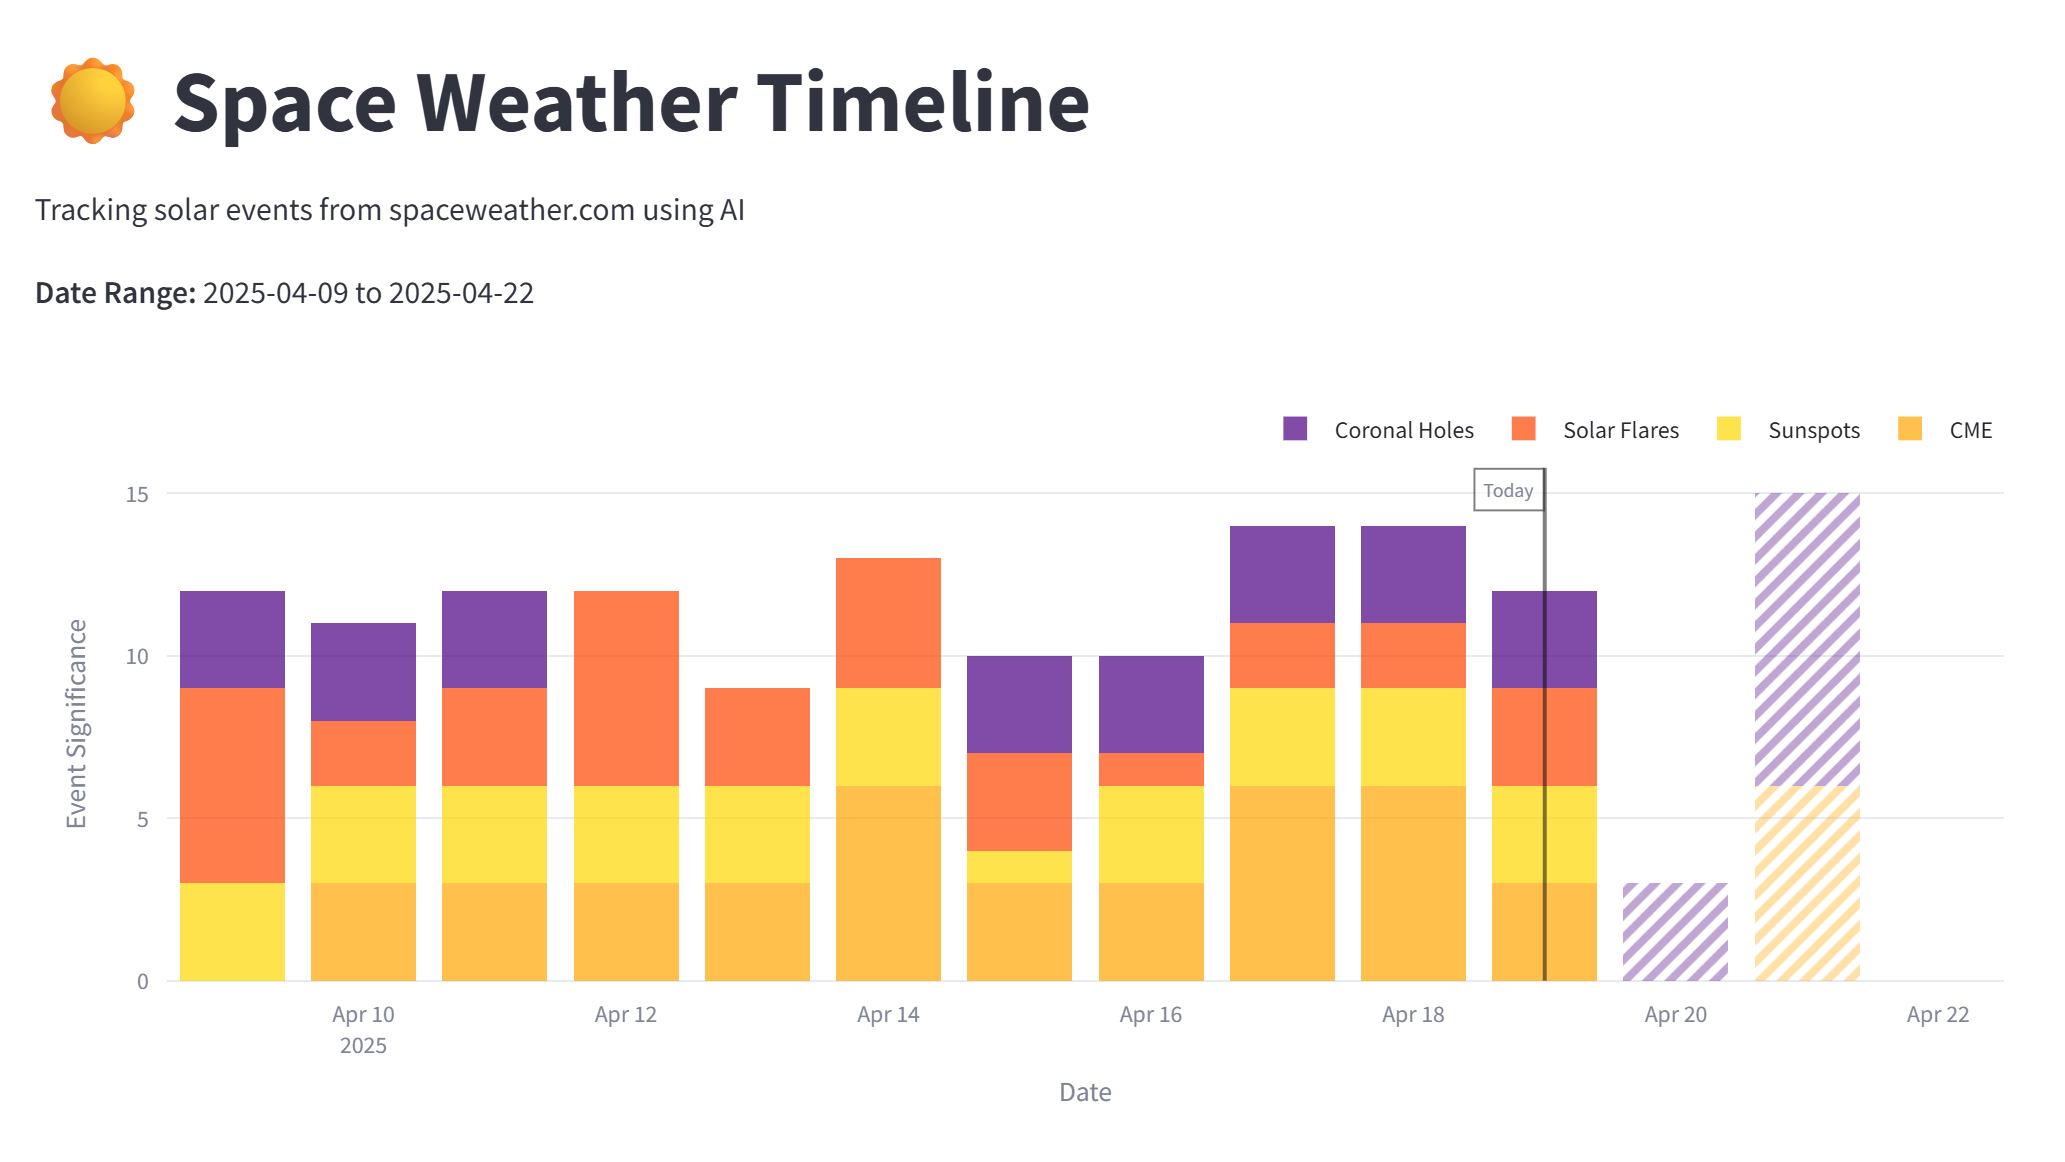 Space Weather Timeline
Tracking solar events from spaceweather.com using AI
Date Range: 2025-04-09 to 2025-04-22
Coronal Holes Solar Flares Sunspots CME
Today
15
10
5
0
Event Significance
Apr 10 Apr 12 Apr 14 Apr 16 Apr 18 Apr 20 Apr 22
2025
Date